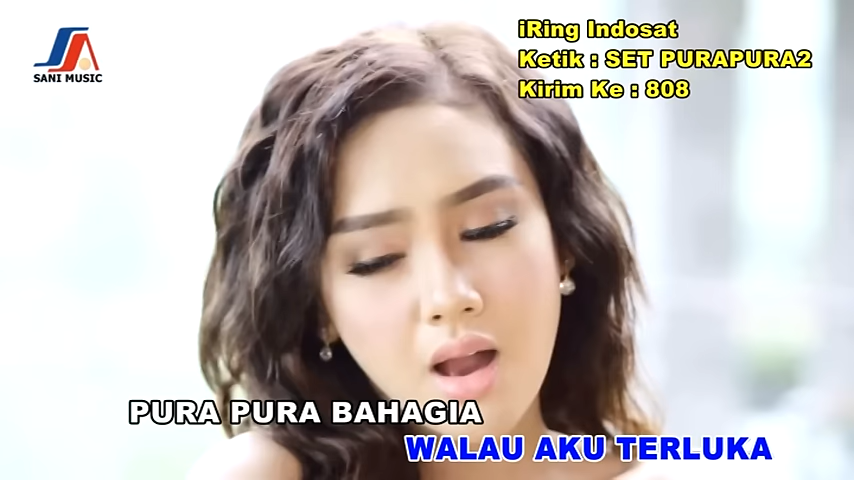 SANI MUSIC
iRing Indosat
Ketik : SET PURAPURA2
Kirim Ke : 808
PURA PURA BAHAGIA
WALAU AKU TERLUKA